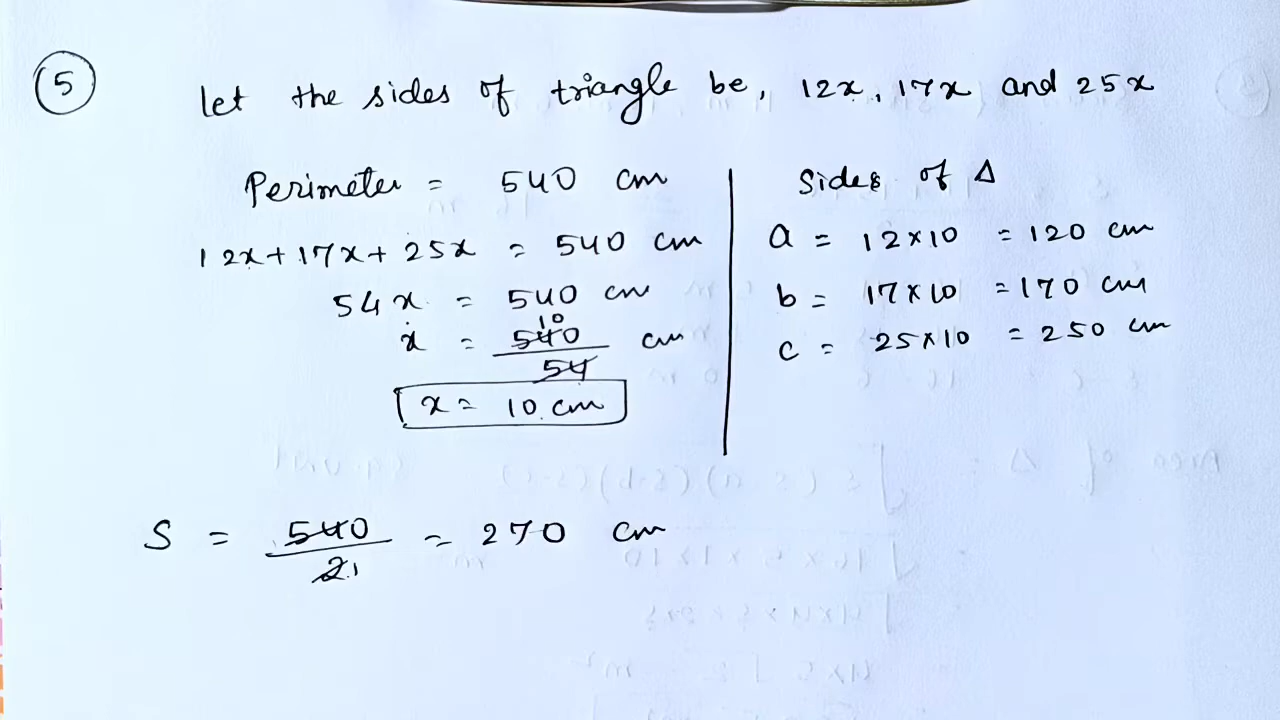 5
Let the sides of triangle be, 12x, 17x and 25x
Perimeter = 540 cm
12x + 17x + 25x = 540 cm
54x = 540 cm
10
x = 540/54 cm
x = 10 cm
Sides of Δ
a = 12×10 = 120 cm
b = 17×10 = 170 cm
c = 25×10 = 250 cm
S = 540/2 1 = 270 cm